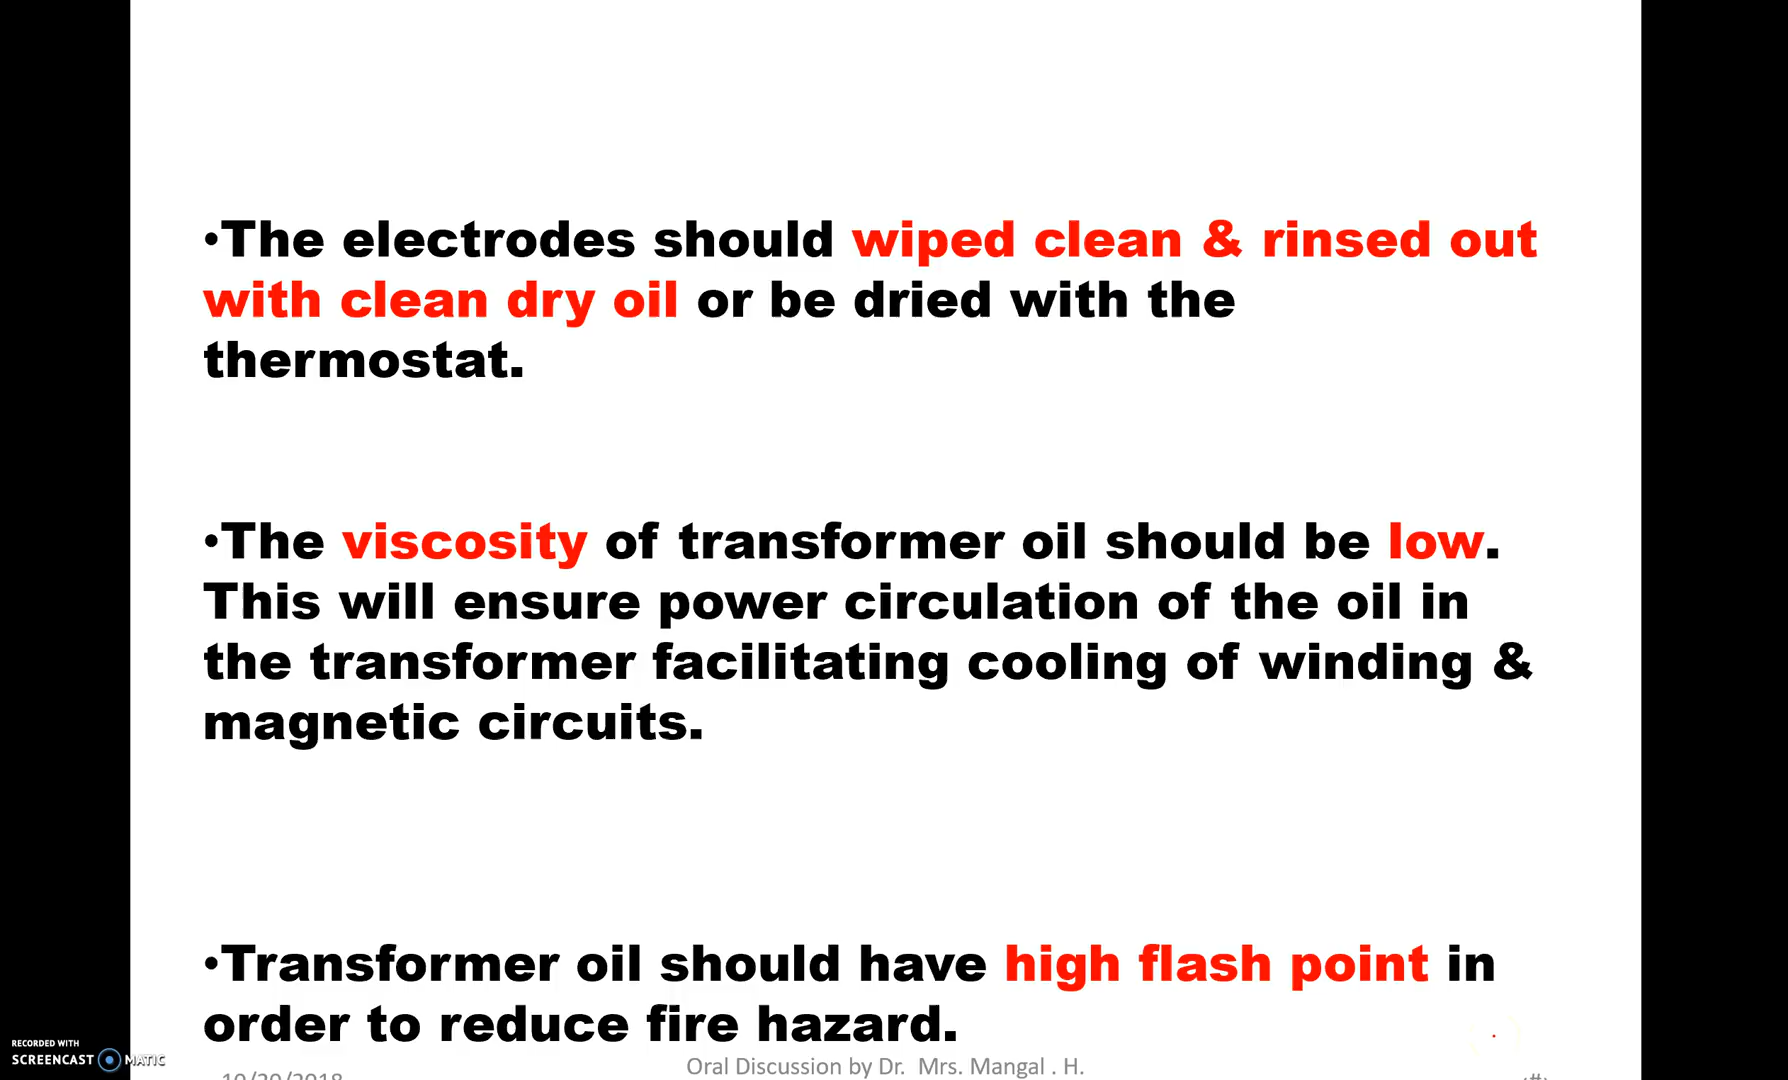 •The electrodes should wiped clean & rinsed out
with clean dry oil or be dried with the
thermostat.
•The viscosity of transformer oil should be low.
This will ensure power circulation of the oil in
the transformer facilitating cooling of winding &
magnetic circuits.
•Transformer oil should have high flash point in
order to reduce fire hazard.
RECORDED WITH
SCREENCAST MATIC
Oral Discussion by Dr. Mrs. Mangal . H.